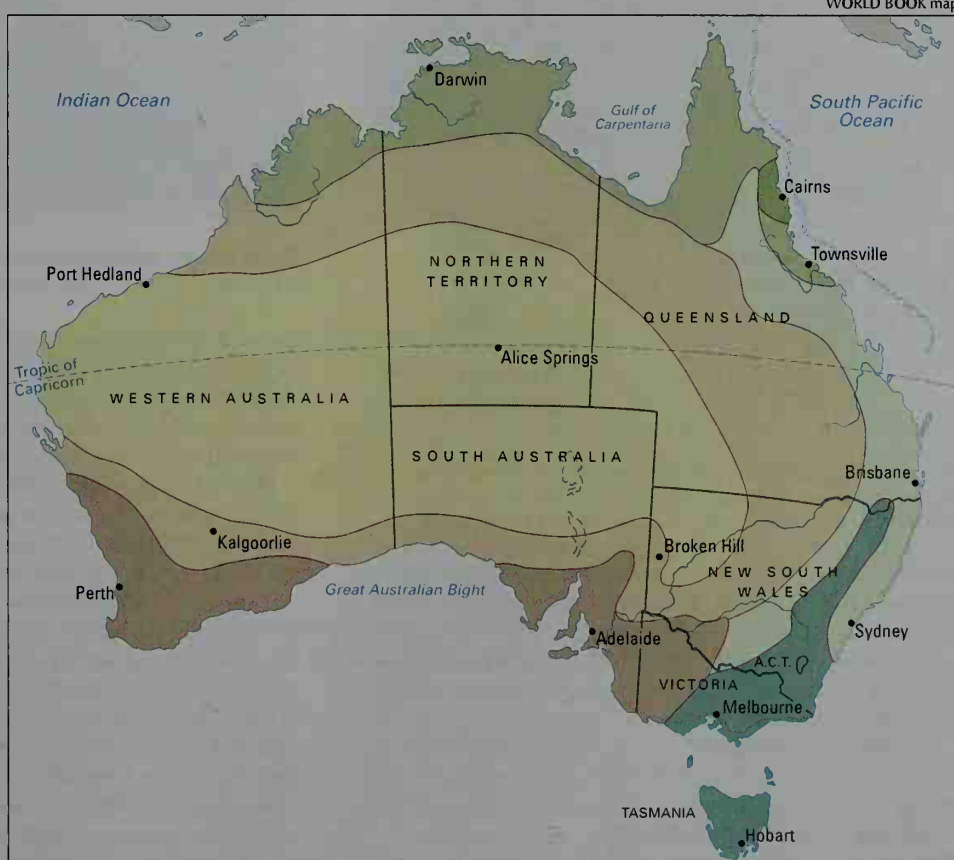 WORLD BOOK map
Indian Ocean
Darwin
Gulf of
Carpentaria
South Pacific
Ocean
Cairns
Port Hedland
NORTHERN
TERRITORY
Townsville
QUEENSLAND
Alice Springs
Tropic of
Capricorn
WESTERN AUSTRALIA
SOUTH AUSTRALIA
Brisbane
Kalgoorlie
Broken Hill
NEW SOUTH
WALES
Perth
Great Australian Bight
Adelaide
Sydney
A.C.T.
VICTORIA
Melbourne
TASMANIA
Hobart